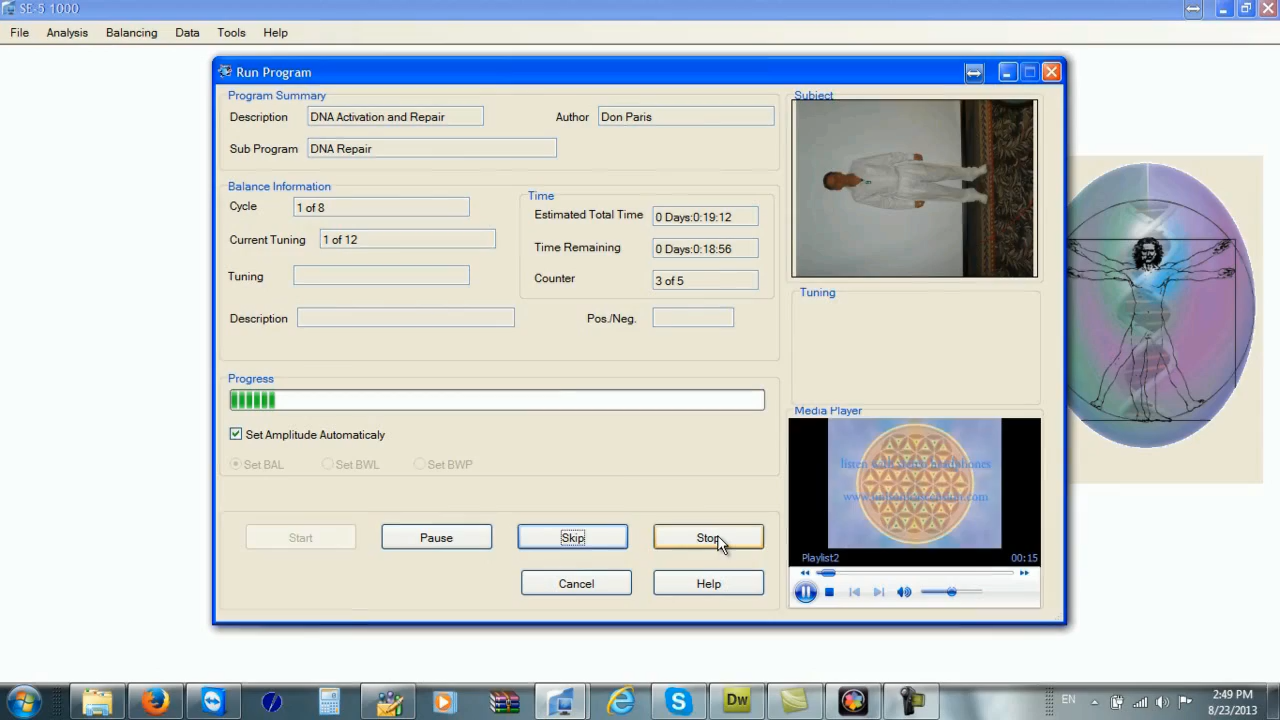 SE-5 1000
File Analysis Balancing Data Tools Help
Run Program
Program Summary
Description DNA Activation and Repair Author Don Paris
Sub Program DNA Repair
Balance Information
Cycle 1 of 8
Current Tuning 1 of 12
Tuning
Description Pos./Neg.
Time
Estimated Total Time 0 Days:0:19:12
Time Remaining 0 Days:0:18:56
Counter 3 of 5
Progress
Set Amplitude Automaticaly
Set BAL Set BWL Set BWP
Start Pause Skip Stop
Cancel Help
Subject
Tuning
Media Player
listen with stereo headphones
Playlist2 00:15
Dw
EN
2:49 PM
8/23/2013